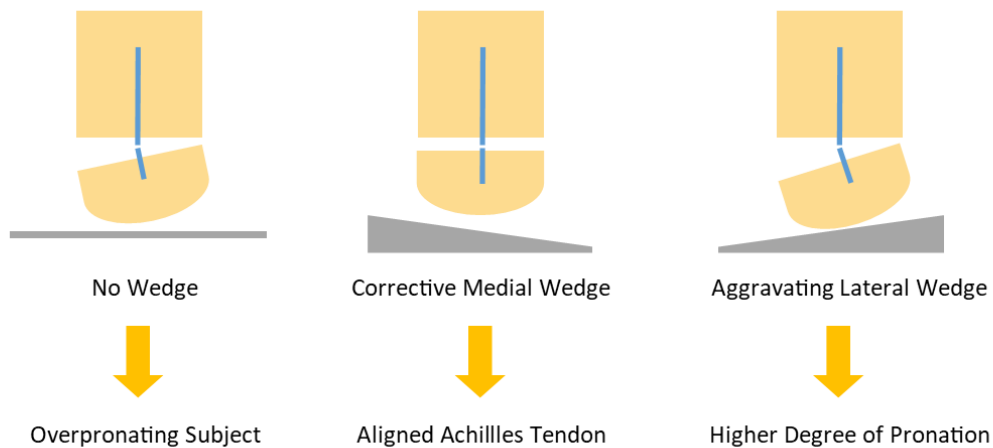 No Wedge
Corrective Medial Wedge
Aggravating Lateral Wedge
Overpronating Subject
Aligned Achillles Tendon
Higher Degree of Pronation